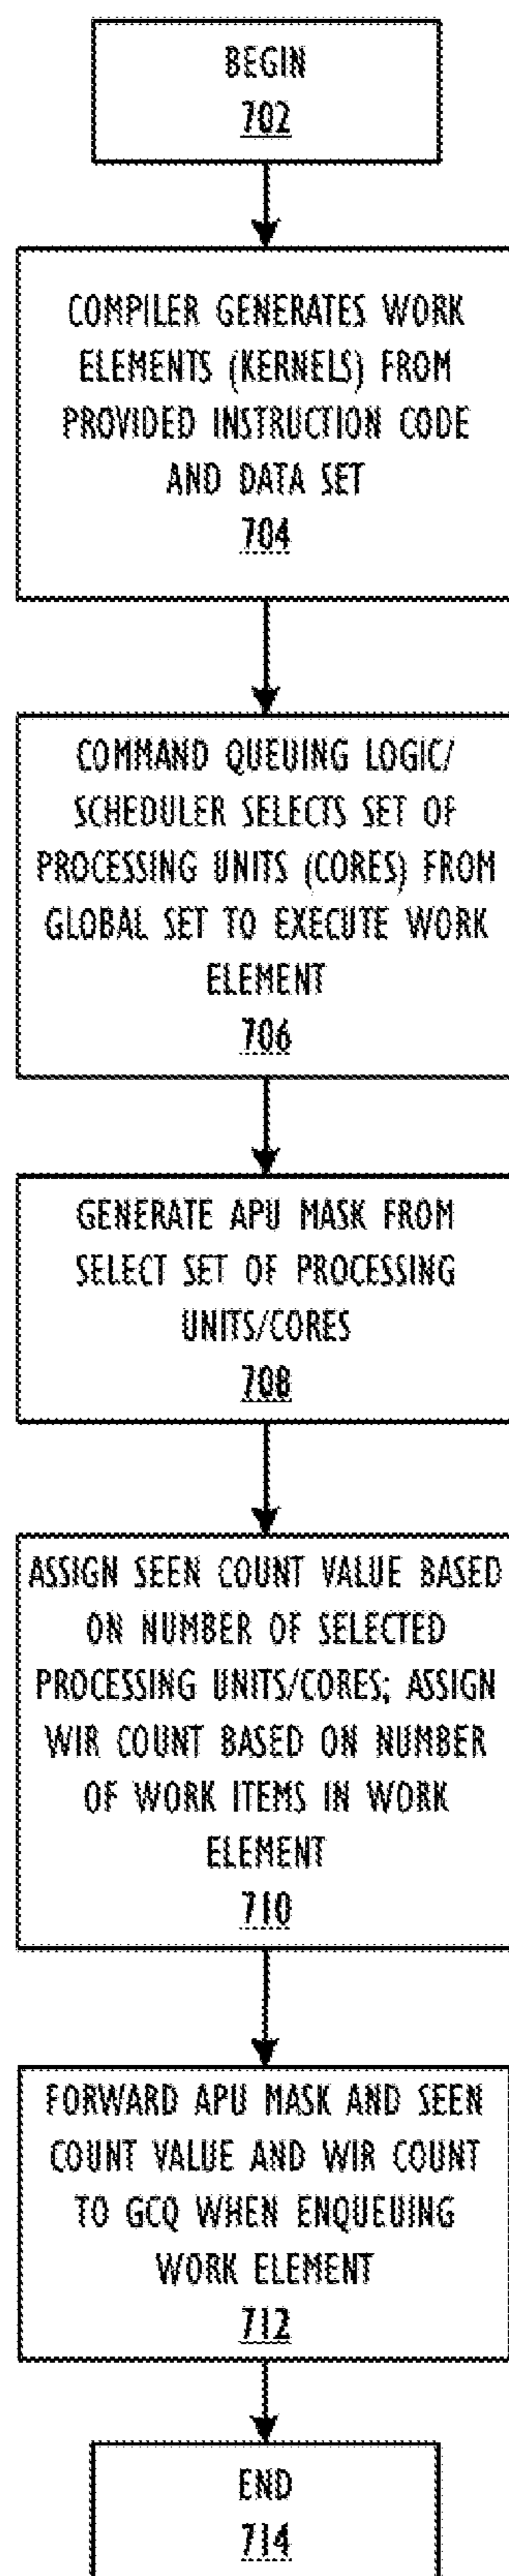 BEGIN
702
COMPILER GENERATES WORK
ELEMENTS (KERNELS) FROM
PROVIDED INSTRUCTION CODE
AND DATA SET
704
COMMAND QUEUING LOGIC/
SCHEDULER SELECTS SET OF
PROCESSING UNITS (CORES) FROM
GLOBAL SET TO EXECUTE WORK
ELEMENT
706
GENERATE APU MASK FROM
SELECT SET OF PROCESSING
UNITS/CORES
708
ASSIGN SEEN COUNT VALUE BASED
ON NUMBER OF SELECTED
PROCESSING UNITS/CORES; ASSIGN
WIR COUNT BASED ON NUMBER
OF WORK ITEMS IN WORK
ELEMENT
710
FORWARD APU MASK AND SEEN
COUNT VALUE AND WIR COUNT
TO GCQ WHEN ENQUEUING
WORK ELEMENT
712
END
714